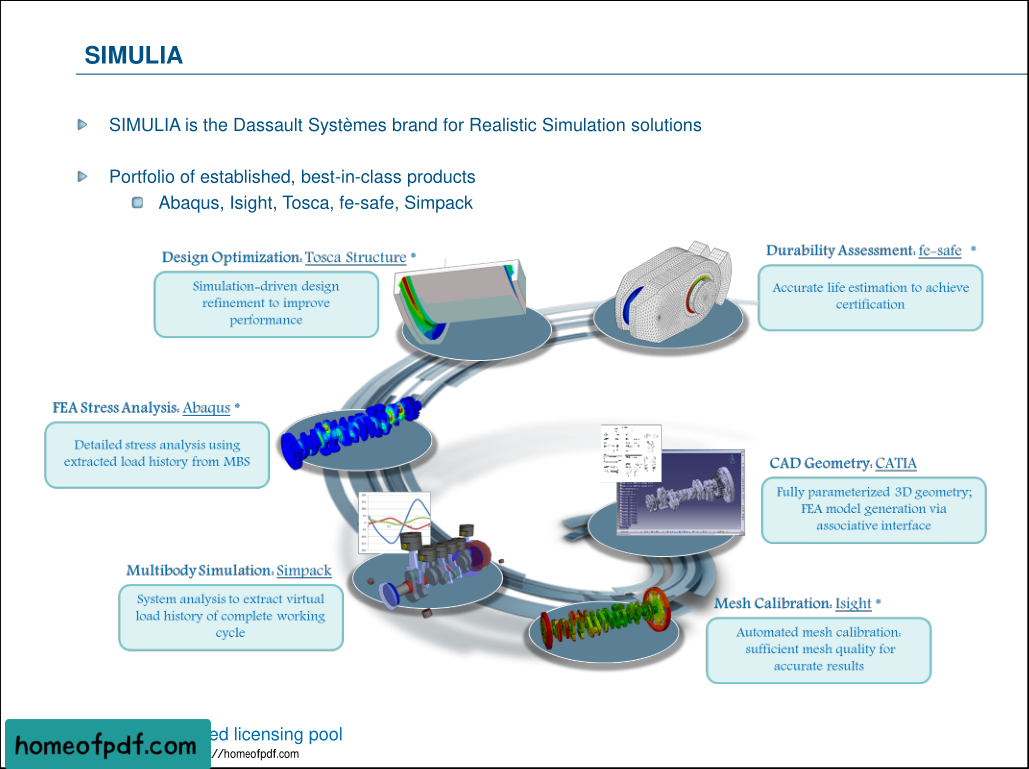 SIMULIA
SIMULIA is the Dassault Systèmes brand for Realistic Simulation solutions
Portfolio of established, best-in-class products
Abaqus, Isight, Tosca, fe-safe, Simpack
Design Optimization: Tosca Structure *
Simulation-driven design
refinement to improve
performance
Durability Assessment: fe-safe *
Accurate life estimation to achieve
certification
FEA Stress Analysis: Abaqus *
Detailed stress analysis using
extracted load history from MBS
CAD Geometry: CATIA
Fully parameterized 3D geometry;
FEA model generation via
associative interface
Multibody Simulation: Simpack
System analysis to extract virtual
load history of complete working
cycle
Mesh Calibration: Isight *
Automated mesh calibration:
sufficient mesh quality for
accurate results
licensing pool
homeofpdf.com
//homeofpdf.com